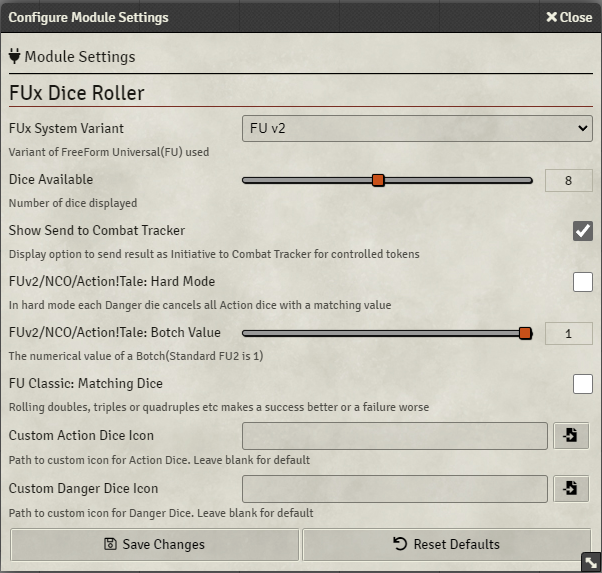 Configure Module Settings
Close
Module Settings
FUx Dice Roller
FUx System Variant
FU v2
Variant of FreeForm Universal(FU) used
Dice Available
8
Number of dice displayed
Show Send to Combat Tracker
Display option to send result as Initiative to Combat Tracker for controlled tokens
FUv2/NCO/Action!Tale: Hard Mode
In hard mode each Danger die cancels all Action dice with a matching value
FUv2/NCO/Action!Tale: Botch Value
1
The numerical value of a Botch(Standard FU2 is 1)
FU Classic: Matching Dice
Rolling doubles, triples or quadruples etc makes a success better or a failure worse
Custom Action Dice Icon
Path to custom icon for Action Dice. Leave blank for default
Custom Danger Dice Icon
Path to custom icon for Danger Dice. Leave blank for default
Save Changes
Reset Defaults